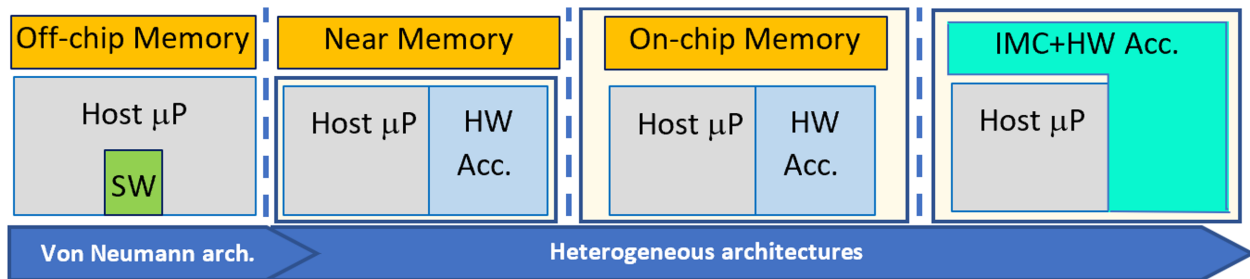 Off-chip Memory
Host μP
SW
Near Memory
Host μP
HW
Acc.
On-chip Memory
Host μP
HW
Acc.
IMC+HW Acc.
Host μP
Von Neumann arch.
Heterogeneous architectures